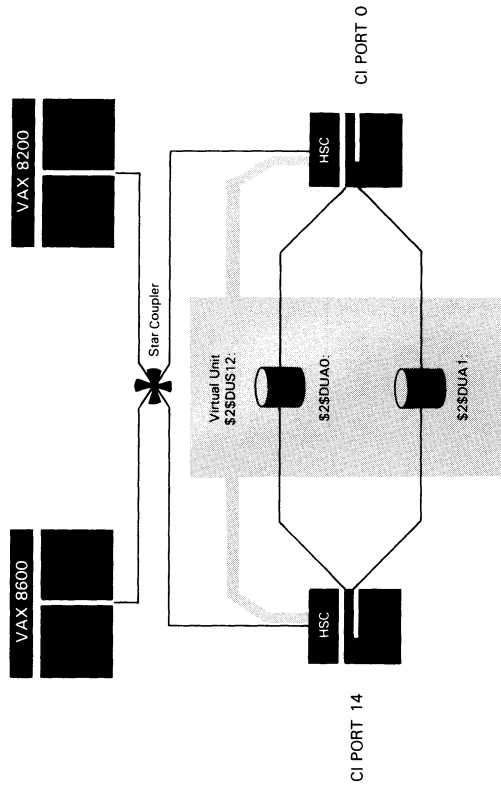 VAX 8600
VAX 8200
Star Coupler
HSC
HSC
CI PORT 14
CI PORT 0
Virtual Unit
$2$DUS12:
$2$DUA0:
$2$DUA1: